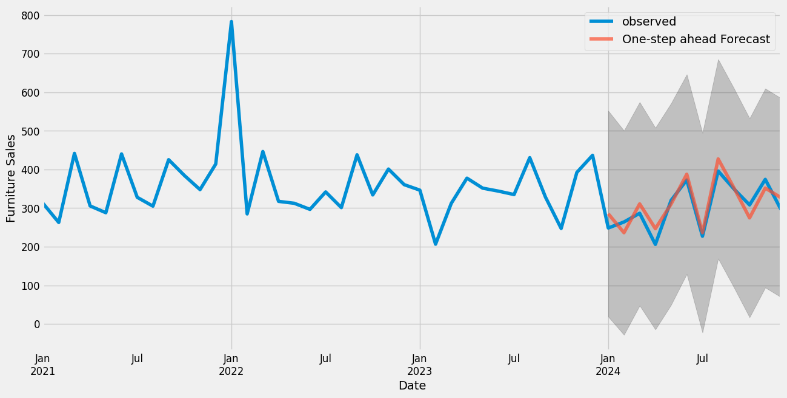 observed
One-step ahead Forecast
Furniture Sales
800
700
600
500
400
300
200
100
0
Jan Jul Jan Jul Jan Jul Jan Jul
2021 2022 2023 2024
Date